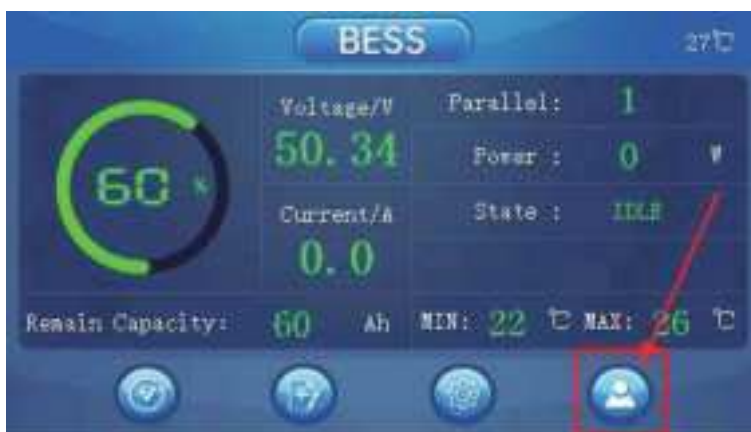 BESS
27℃
Voltage/V
50.34
Parallel: 1
60 %
Power : 0 W
Current/A
0.0
State : IDLE
Remain Capacity: 60 Ah
MIN: 22 ℃ MAX: 26 ℃